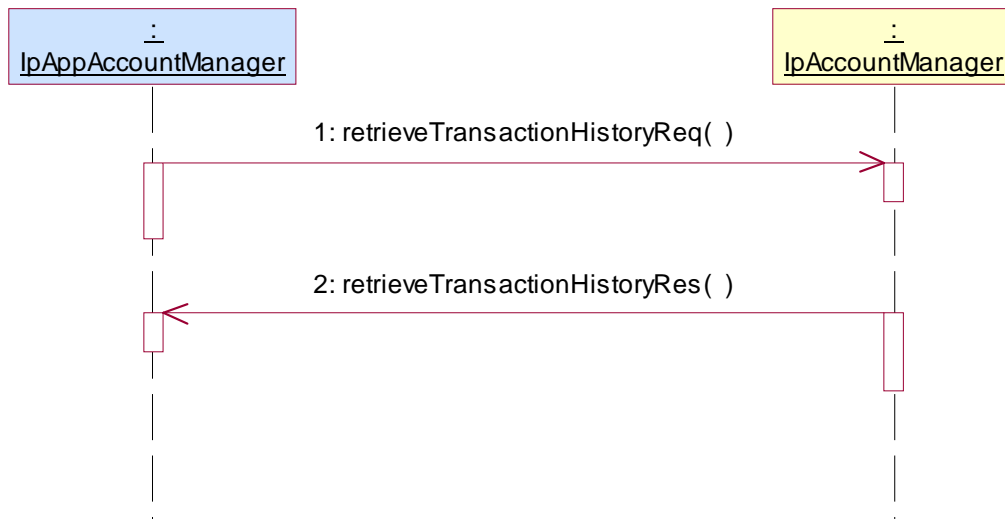 :
IpAppAccountManager
:
IpAccountManager
1: retrieveTransactionHistoryReq( )
2: retrieveTransactionHistoryRes( )